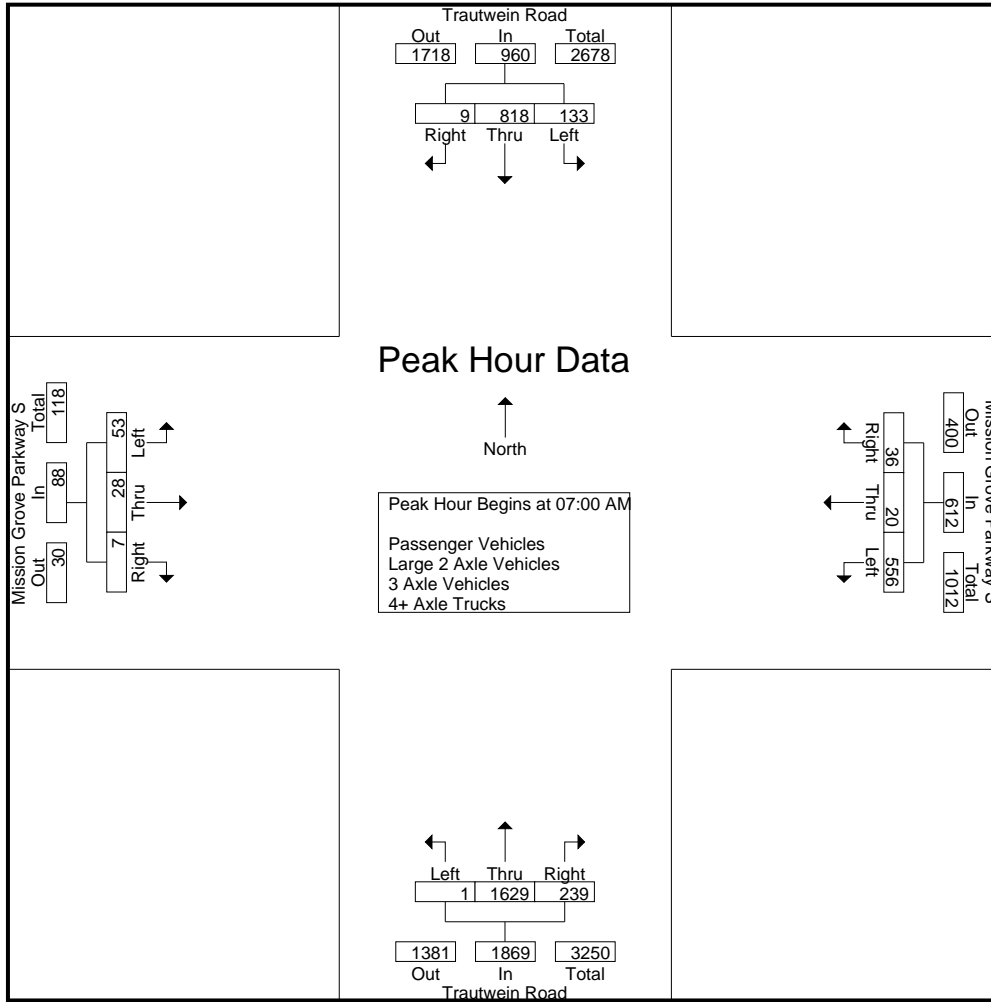 Trautwein Road
Out In Total
1718 960 2678
9 818 133
Right Thru Left
Peak Hour Data
North
Peak Hour Begins at 07:00 AM
Passenger Vehicles
Large 2 Axle Vehicles
3 Axle Vehicles
4+ Axle Trucks
Mission Grove Parkway S
Total In Out
118 88 30
53 28 7
Left Thru Right
Mission Grove Parkway S
Out In Total
400 612 1012
36 20 556
Right Thru Left
Left Thru Right
1 1629 239
1381 1869 3250
Out In Total
Trautwein Road